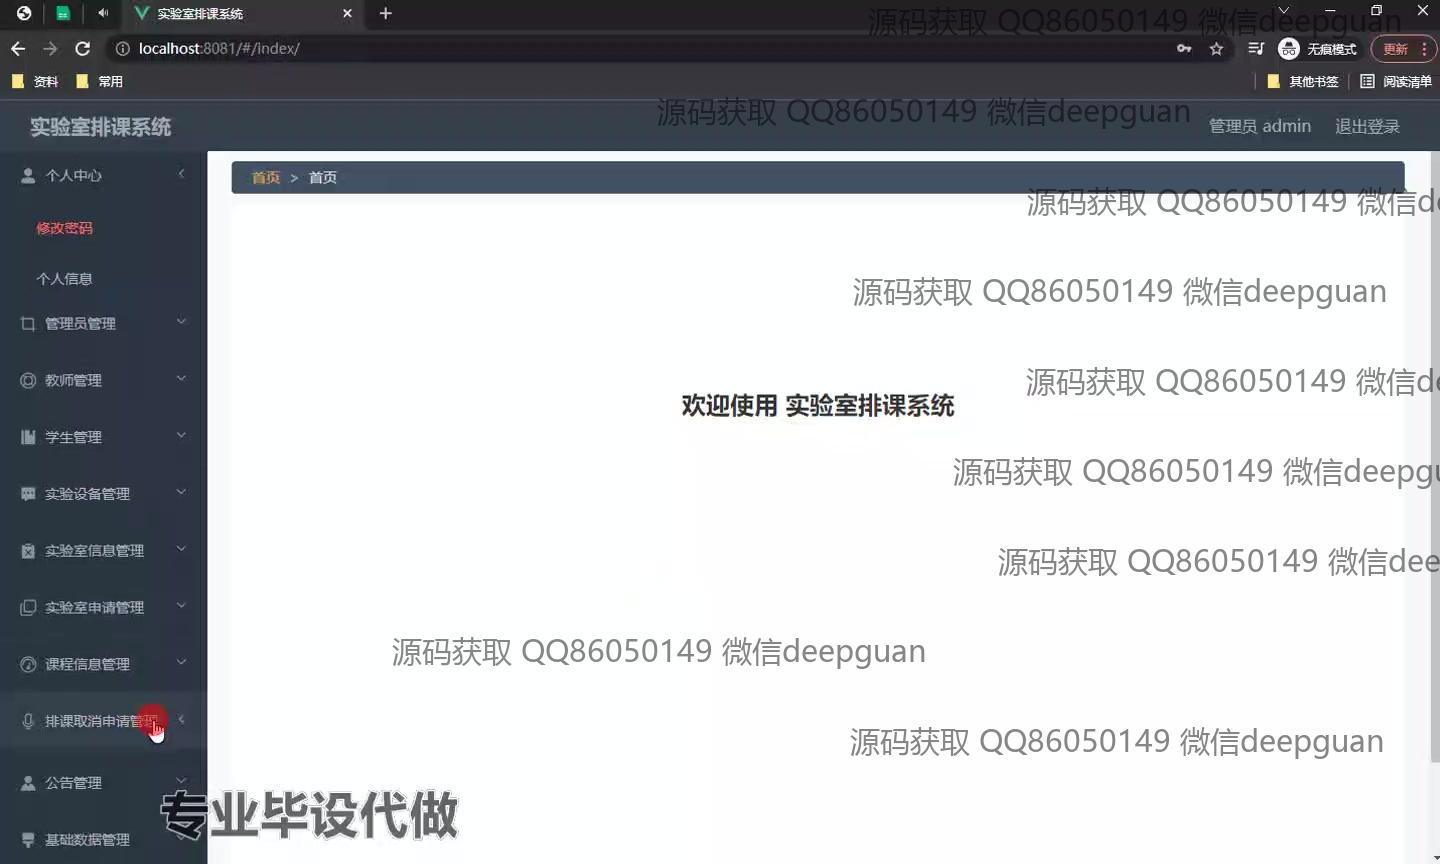 实验室排课系统
源码获取 QQ86050149 微信deepguan
localhost:8081/#/index/
无痕模式
更新
资料
常用
其他书签
阅读清单
源码获取 QQ86050149 微信deepguan
实验室排课系统
管理员 admin
退出登录
个人中心
首页 > 首页
源码获取 QQ86050149 微信de
修改密码
个人信息
源码获取 QQ86050149 微信deepguan
管理员管理
教师管理
源码获取 QQ86050149 微信de
欢迎使用 实验室排课系统
学生管理
源码获取 QQ86050149 微信deepgu
实验设备管理
实验室信息管理
源码获取 QQ86050149 微信dee
实验室申请管理
源码获取 QQ86050149 微信deepguan
课程信息管理
排课取消申请管理
源码获取 QQ86050149 微信deepguan
公告管理
专业毕设代做
基础数据管理